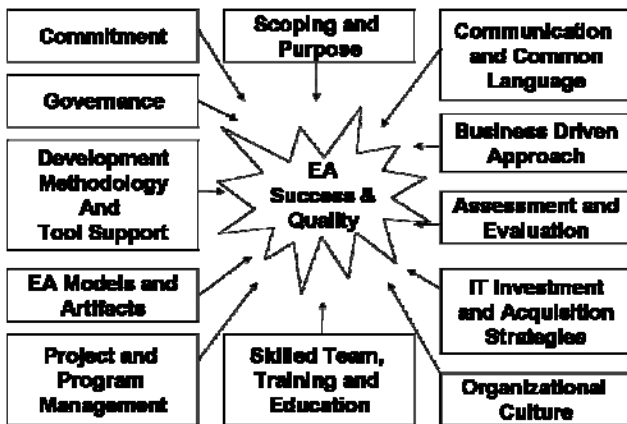 Commitment
Scoping and
Purpose
Communication
and Common
Language
Governance
Business Driven
Approach
Development
Methodology
And
Tool Support
EA
Success &
Quality
Assessment and
Evaluation
EA Models and
Artifacts
IT Investment
and Acquisition
Strategies
Project and
Program
Management
Skilled Team,
Training and
Education
Organizational
Culture